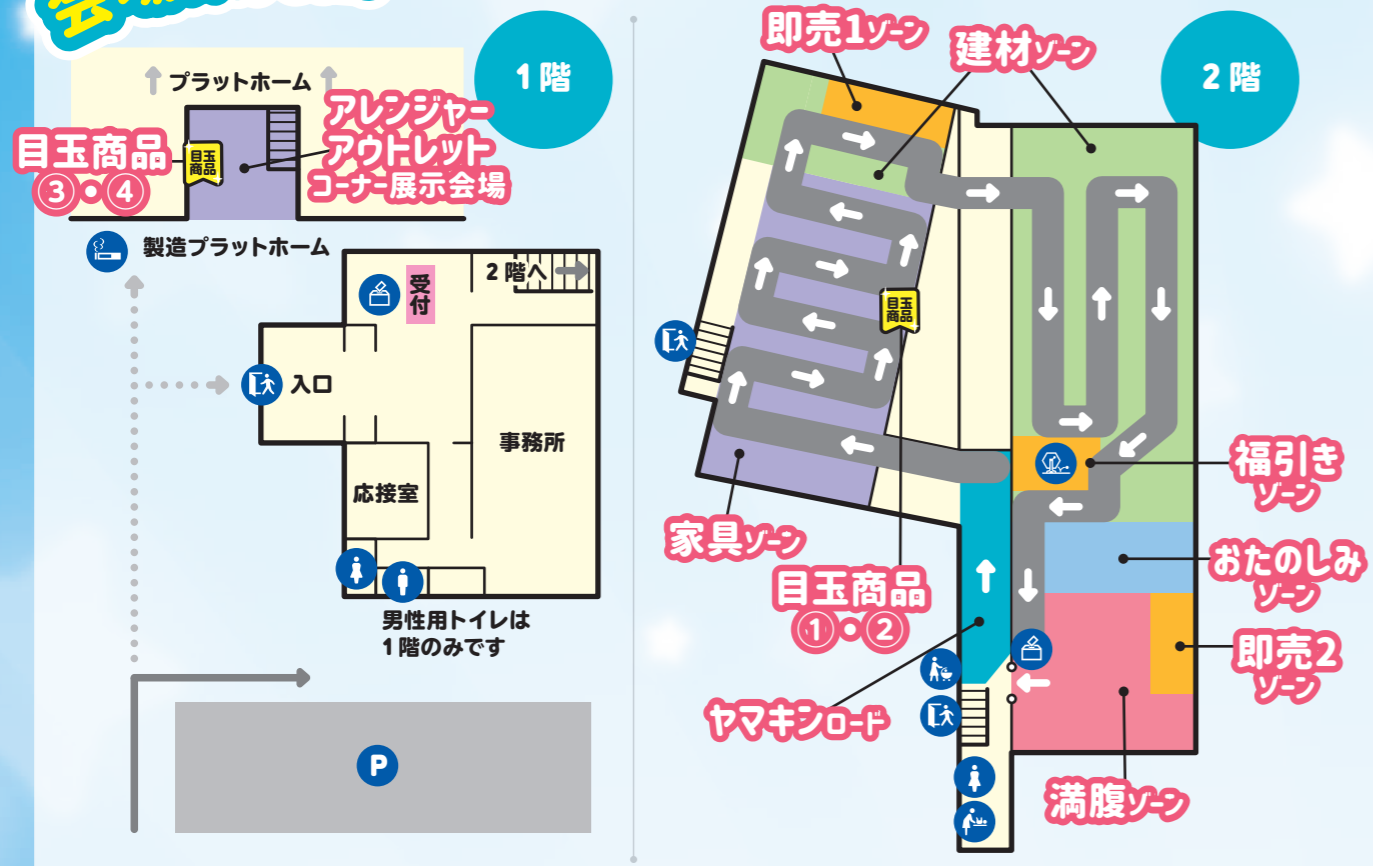 1階
プラットホーム
アレンジャー
アウトレット
コーナー展示会場
目玉商品
③・④
目玉
商品
製造プラットホーム
受付
2階へ
入口
事務所
応接室
男性用トイレは
1階のみです
P
2階
即売1ゾーン
建材ゾーン
目玉
商品
家具ゾーン
目玉商品
①・②
ヤマキンロード
福引き
ゾーン
おたのしみ
ゾーン
即売2
ゾーン
満腹ゾーン